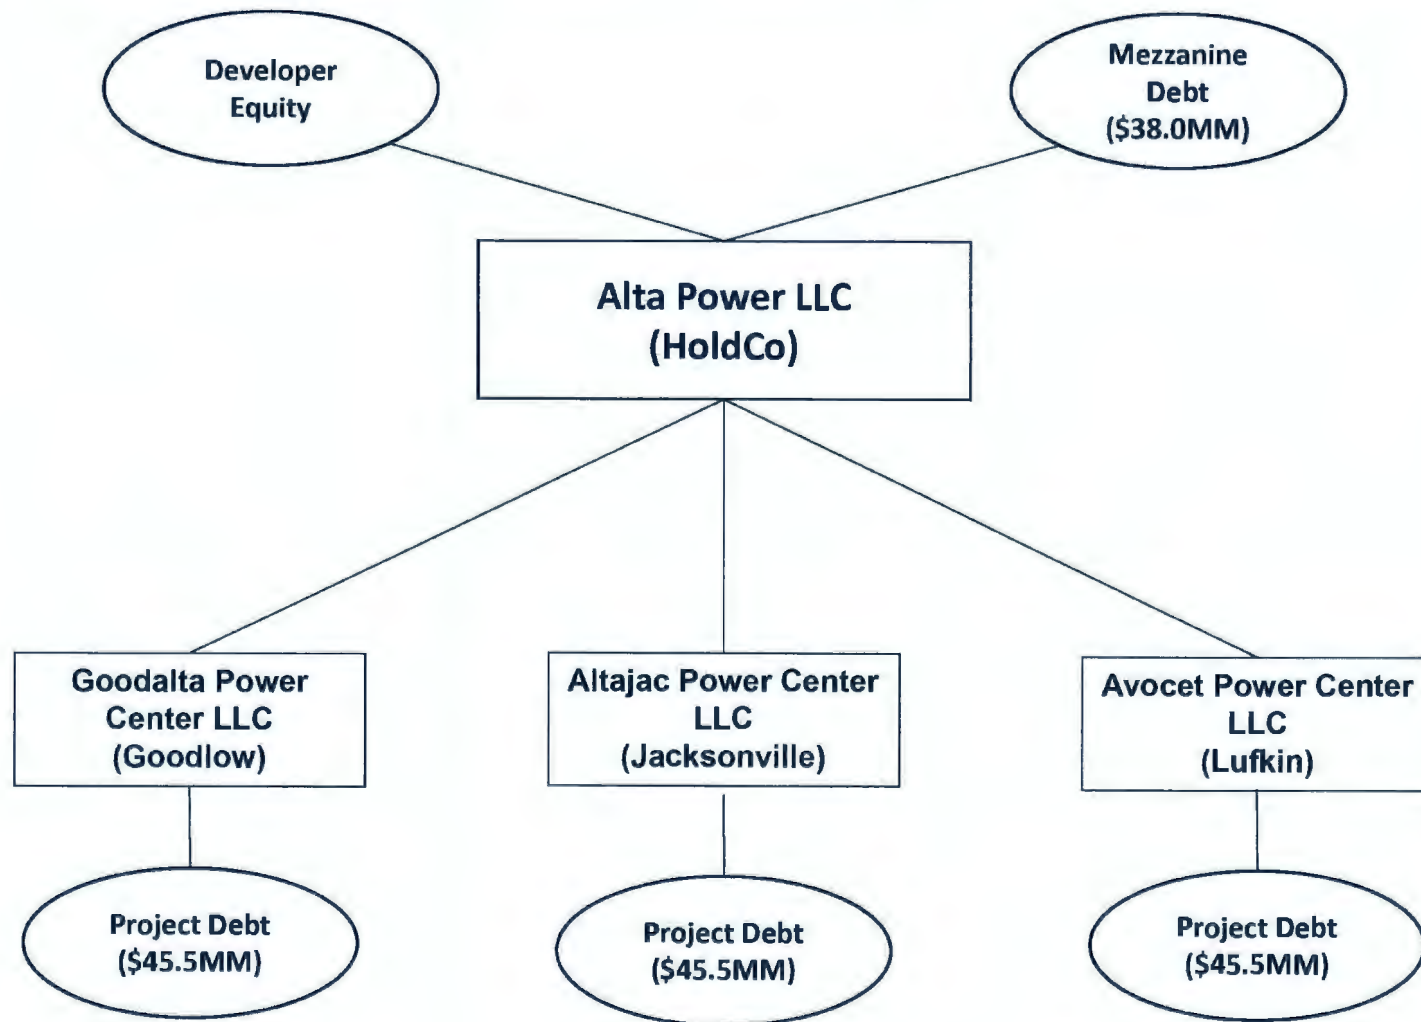 Developer
Equity
Mezzanine
Debt
($38.0MM)
Alta Power LLC
(HoldCo)
Goodalta Power
Center LLC
(Goodlow)
Altajac Power Center
LLC
(Jacksonville)
Avocet Power Center
LLC
(Lufkin)
Project Debt
($45.5MM)
Project Debt
($45.5MM)
Project Debt
($45.5MM)